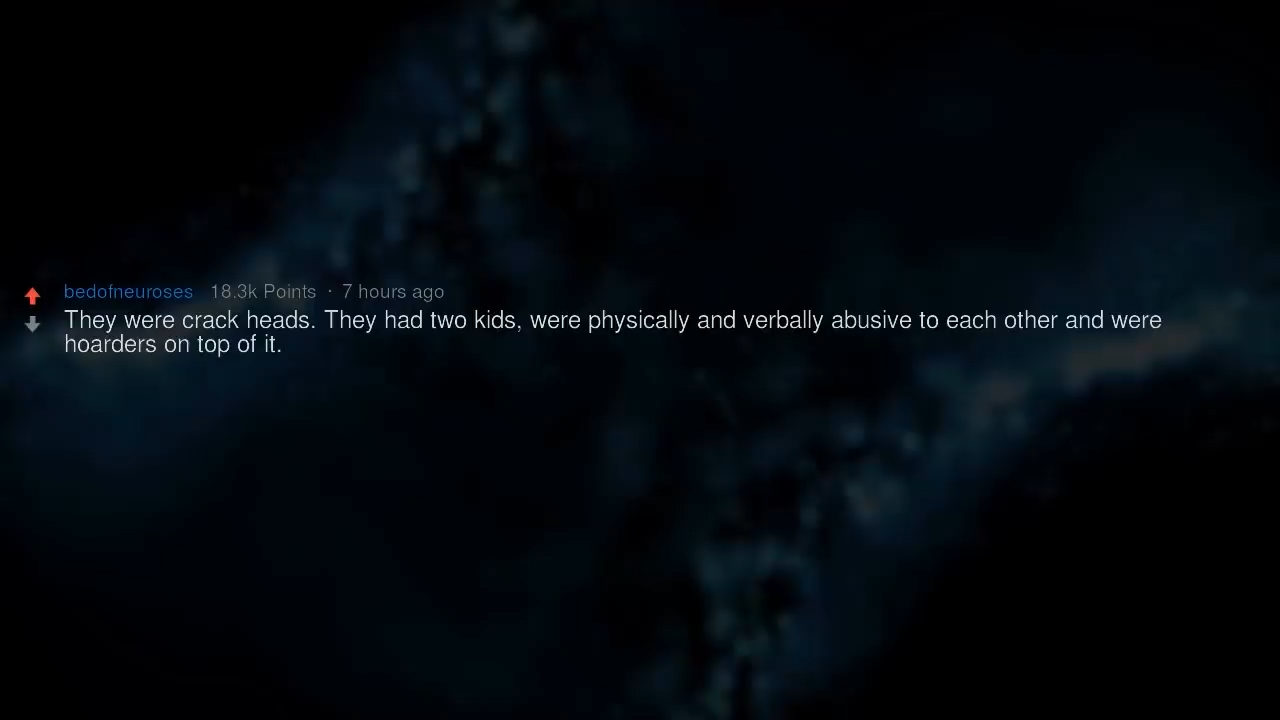 bedofneuroses 18.3k Points · 7 hours ago
They were crack heads. They had two kids, were physically and verbally abusive to each other and were
hoarders on top of it.